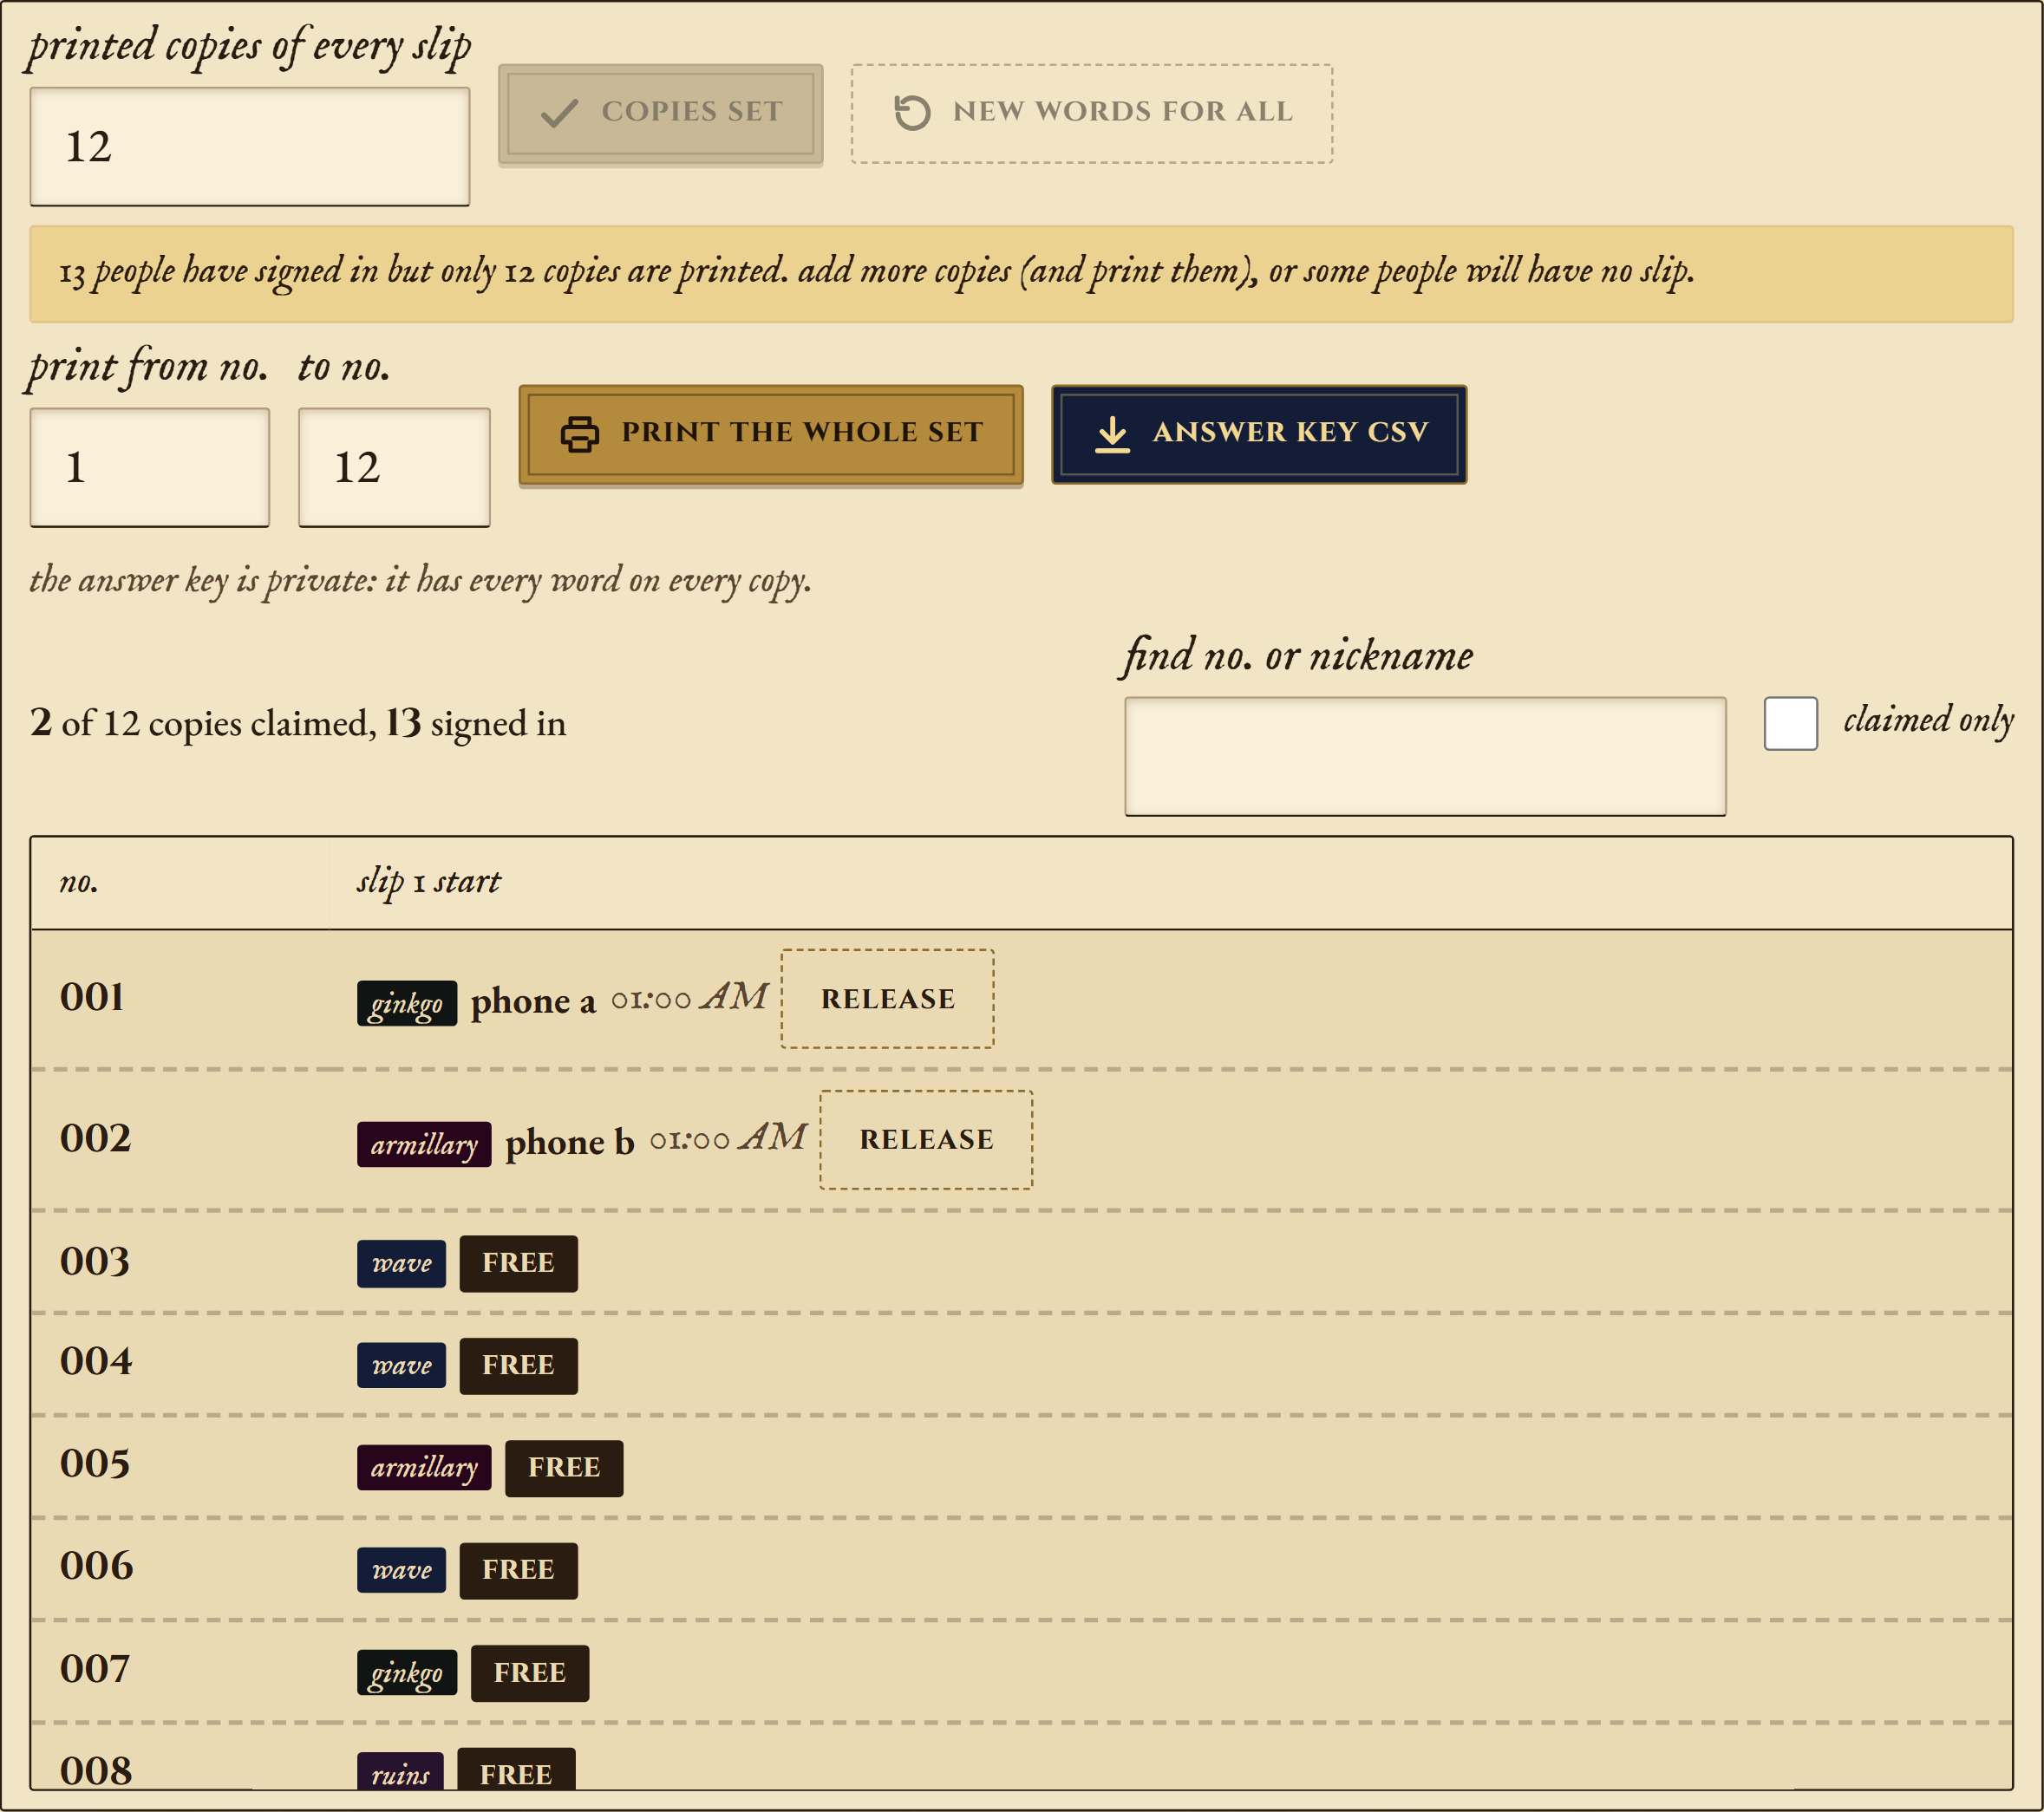 printed copies of every slip
12
COPIES SET
NEW WORDS FOR ALL
13 people have signed in but only 12 copies are printed. add more copies (and print them), or some people will have no slip.
print from no. to no.
1 12
PRINT THE WHOLE SET
ANSWER KEY CSV
the answer key is private: it has every word on every copy.
find no. or nickname
2 of 12 copies claimed, 13 signed in
claimed only
no. slip 1 start
001 ginkgo phone a 01:00 AM RELEASE
002 armillary phone b 01:00 AM RELEASE
003 wave FREE
004 wave FREE
005 armillary FREE
006 wave FREE
007 ginkgo FREE
008 ruins FREE